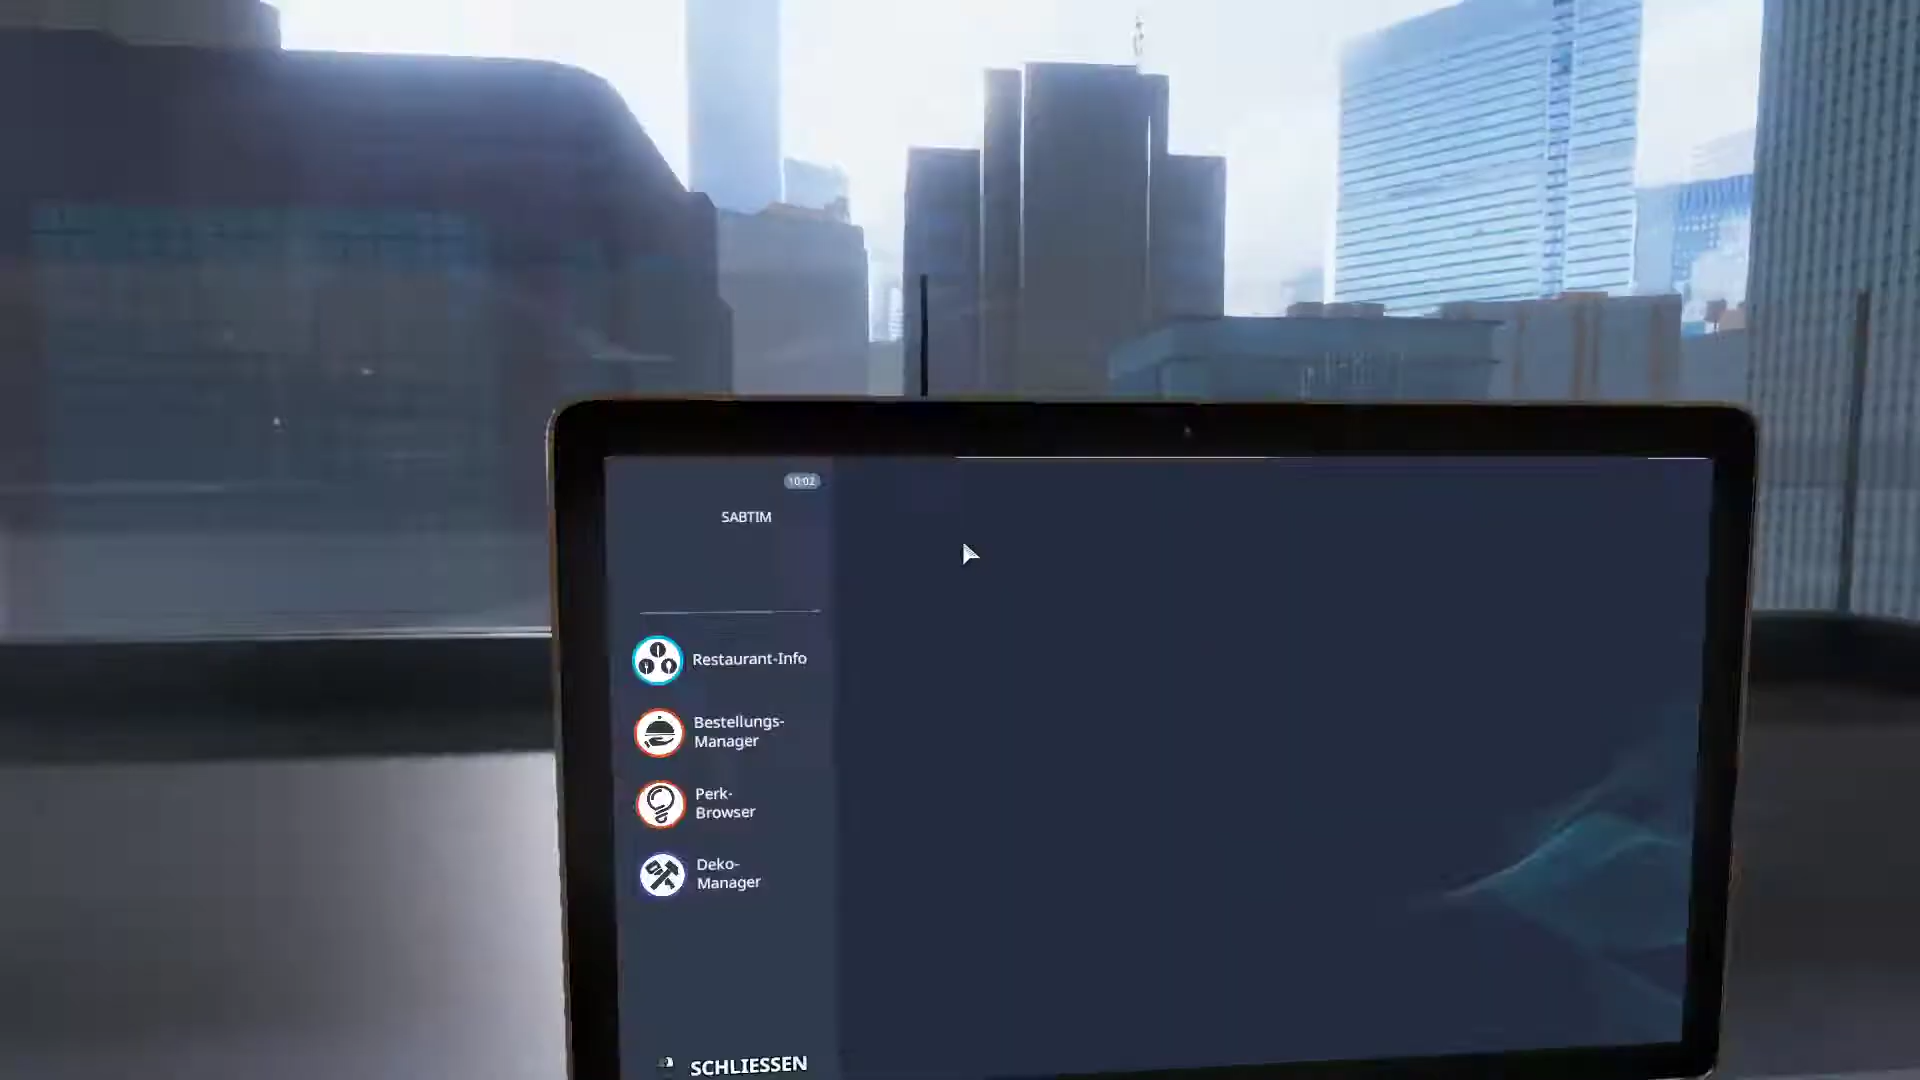 10:02
SABTIM
Restaurant-Info
Bestellungs-
Manager
Perk-
Browser
Deko-
Manager
SCHLIESSEN